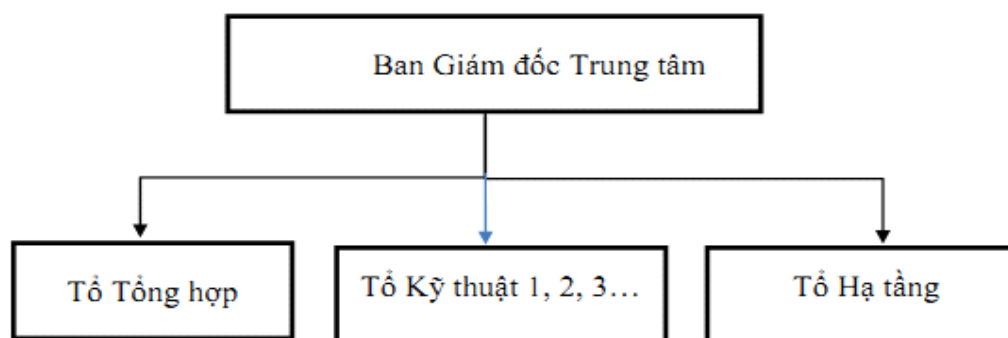 Ban Giám đốc Trung tâm
Tổ Tổng hợp
Tổ Kỹ thuật 1, 2, 3…
Tổ Hạ tầng